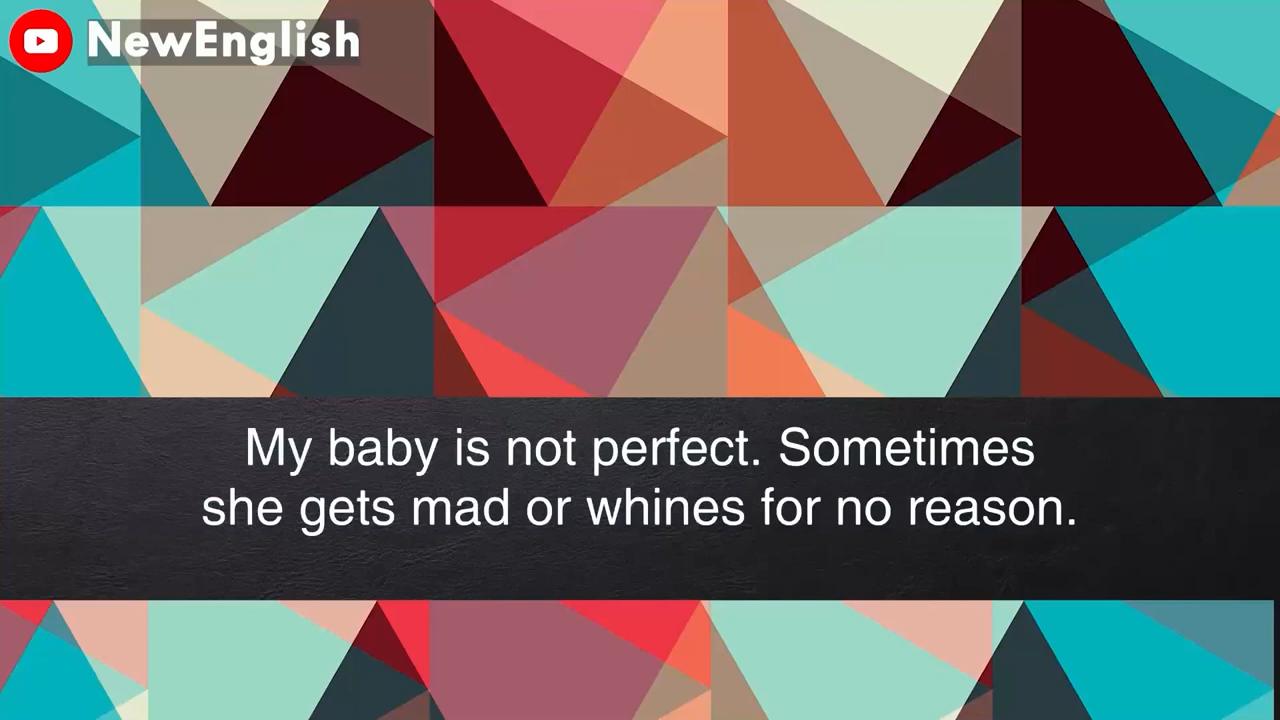 NewEnglish
My baby is not perfect. Sometimes
she gets mad or whines for no reason.